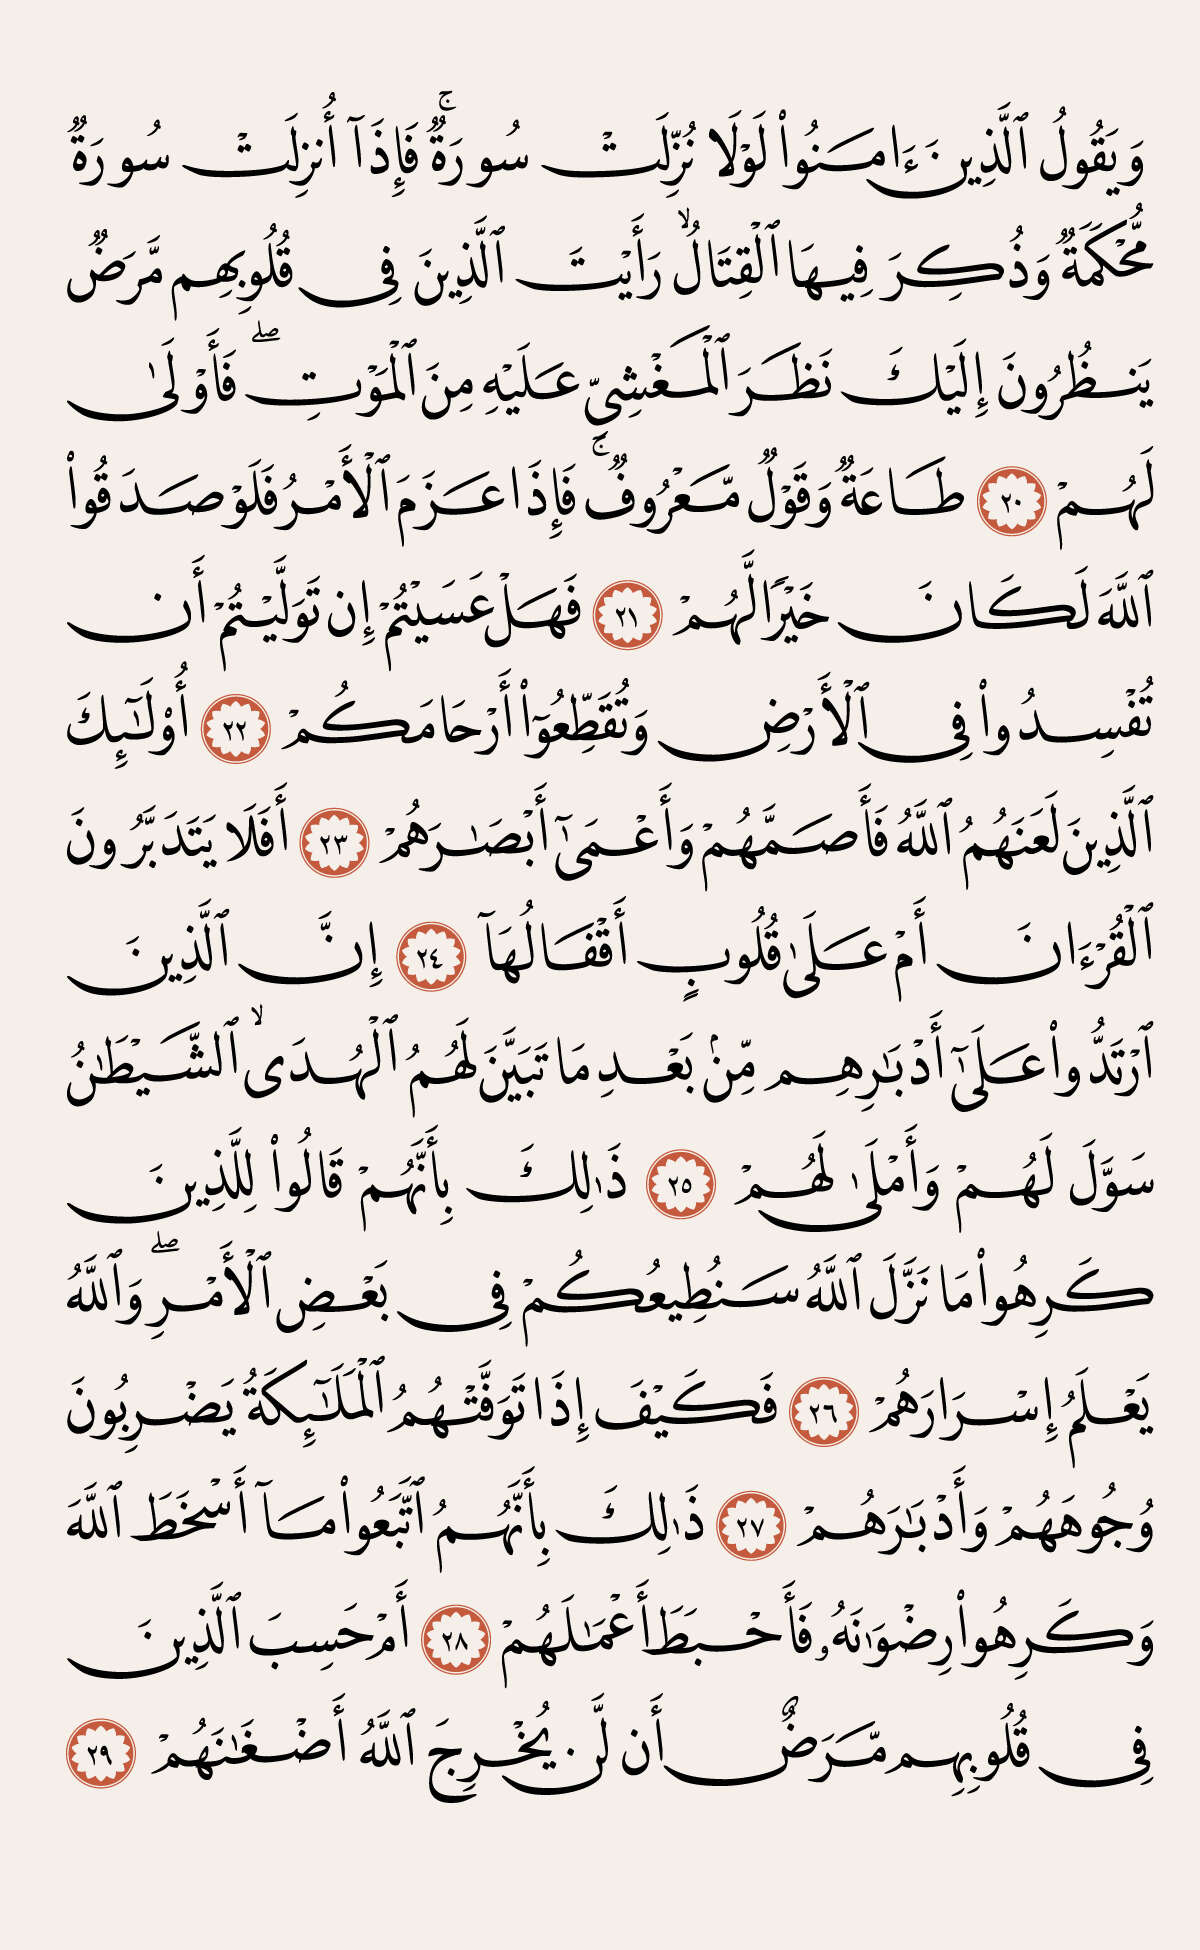 وَيَقُولُ ٱلَّذِينَ ءَامَنُوا۟ لَوْلَا نُزِّلَتْ سُورَةٌ ۚ فَإِذَآ أُنزِلَتْ سُورَةٌ
مُّحْكَمَةٌ وَذُكِرَ فِيهَا ٱلْقِتَالُ ۙ رَأَيْتَ ٱلَّذِينَ فِى قُلُوبِهِم مَّرَضٌ
يَنظُرُونَ إِلَيْكَ نَظَرَ ٱلْمَغْشِىِّ عَلَيْهِ مِنَ ٱلْمَوْتِ ۖ فَأَوْلَىٰ
لَهُمْ ٢٠ طَاعَةٌ وَقَوْلٌ مَّعْرُوفٌ ۚ فَإِذَا عَزَمَ ٱلْأَمْرُ فَلَوْ صَدَقُوا۟
ٱللَّهَ لَكَانَ خَيْرًا لَّهُمْ ٢١ فَهَلْ عَسَيْتُمْ إِن تَوَلَّيْتُمْ أَن
تُفْسِدُوا۟ فِى ٱلْأَرْضِ وَتُقَطِّعُوٓا۟ أَرْحَامَكُمْ ٢٢ أُو۟لَـٰٓئِكَ
ٱلَّذِينَ لَعَنَهُمُ ٱللَّهُ فَأَصَمَّهُمْ وَأَعْمَىٰٓ أَبْصَـٰرَهُمْ ٢٣ أَفَلَا يَتَدَبَّرُونَ
ٱلْقُرْءَانَ أَمْ عَلَىٰ قُلُوبٍ أَقْفَالُهَآ ٢٤ إِنَّ ٱلَّذِينَ
ٱرْتَدُّوا۟ عَلَىٰٓ أَدْبَـٰرِهِم مِّنۢ بَعْدِ مَا تَبَيَّنَ لَهُمُ ٱلْهُدَى ۙ ٱلشَّيْطَـٰنُ
سَوَّلَ لَهُمْ وَأَمْلَىٰ لَهُمْ ٢٥ ذَٰلِكَ بِأَنَّهُمْ قَالُوا۟ لِلَّذِينَ
كَرِهُوا۟ مَا نَزَّلَ ٱللَّهُ سَنُطِيعُكُمْ فِى بَعْضِ ٱلْأَمْرِ ۖ وَٱللَّهُ
يَعْلَمُ إِسْرَارَهُمْ ٢٦ فَكَيْفَ إِذَا تَوَفَّتْهُمُ ٱلْمَلَـٰٓئِكَةُ يَضْرِبُونَ
وُجُوهَهُمْ وَأَدْبَـٰرَهُمْ ٢٧ ذَٰلِكَ بِأَنَّهُمُ ٱتَّبَعُوا۟ مَآ أَسْخَطَ ٱللَّهَ
وَكَرِهُوا۟ رِضْوَٰنَهُۥ فَأَحْبَطَ أَعْمَـٰلَهُمْ ٢٨ أَمْ حَسِبَ ٱلَّذِينَ
فِى قُلُوبِهِم مَّرَضٌ أَن لَّن يُخْرِجَ ٱللَّهُ أَضْغَـٰنَهُمْ ٢٩